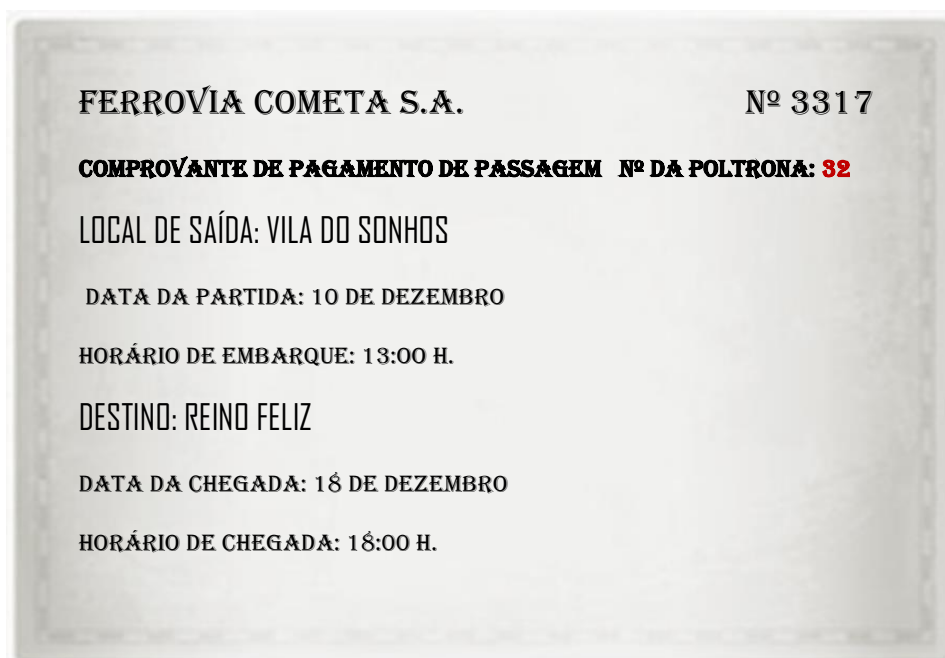 FERROVIA COMETA S.A. Nº 3317
COMPROVANTE DE PAGAMENTO DE PASSAGEM Nº DA POLTRONA: 32
LOCAL DE SAÍDA: VILA DO SONHOS
DATA DA PARTIDA: 10 DE DEZEMBRO
HORÁRIO DE EMBARQUE: 13:00 H.
DESTINO: REINO FELIZ
DATA DA CHEGADA: 18 DE DEZEMBRO
HORÁRIO DE CHEGADA: 18:00 H.